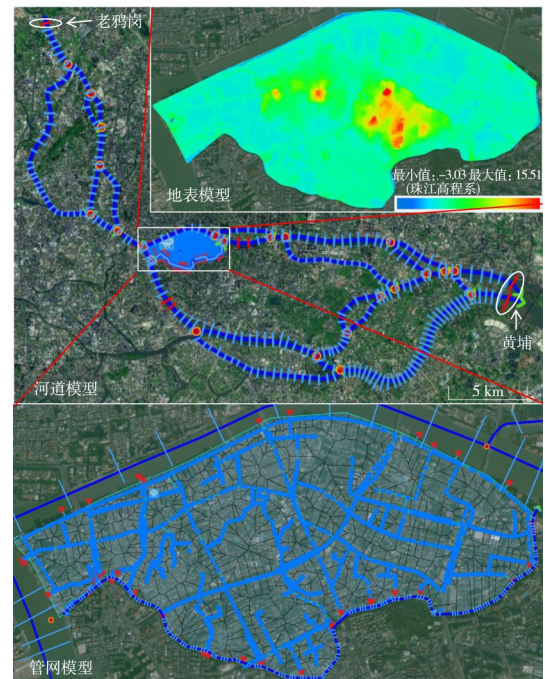 老鸦岗
最小值:-3.03 最大值:15.51
(珠江高程系)
地表模型
黄埔
河道模型
5 km
管网模型